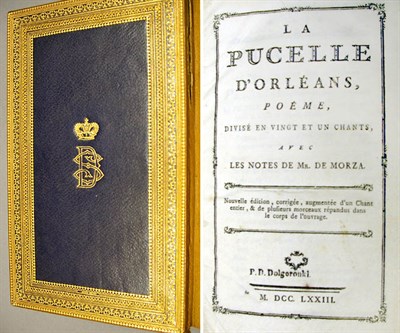 LA
PUCELLE
D'ORLÉANS,
POÉME,
DIVISÉ EN VINGT ET UN CHANTS,
AVEC
LES NOTES DE MR. DE MORZA.
Nouvelle édition, corrigée, augmentée d'un Chant
entier, & de plusieurs morceaux répandus dans
le corps de l'ouvrage.
P. D. Dolgorouki.
M. DCC. LXXIII.